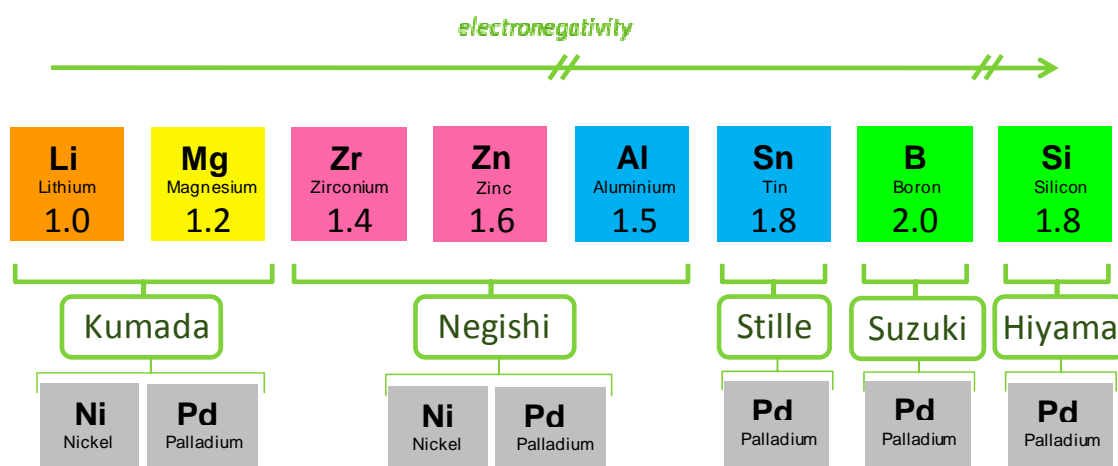 electronegativity
Li Mg Zr Zn Al Sn B Si
Lithium Magnesium Zirconium Zinc Aluminium Tin Boron Silicon
1.0 1.2 1.4 1.6 1.5 1.8 2.0 1.8
Kumada Negishi Stille Suzuki Hiyama
Ni Pd Ni Pd Pd Pd Pd
Nickel Palladium Nickel Palladium Palladium Palladium Palladium